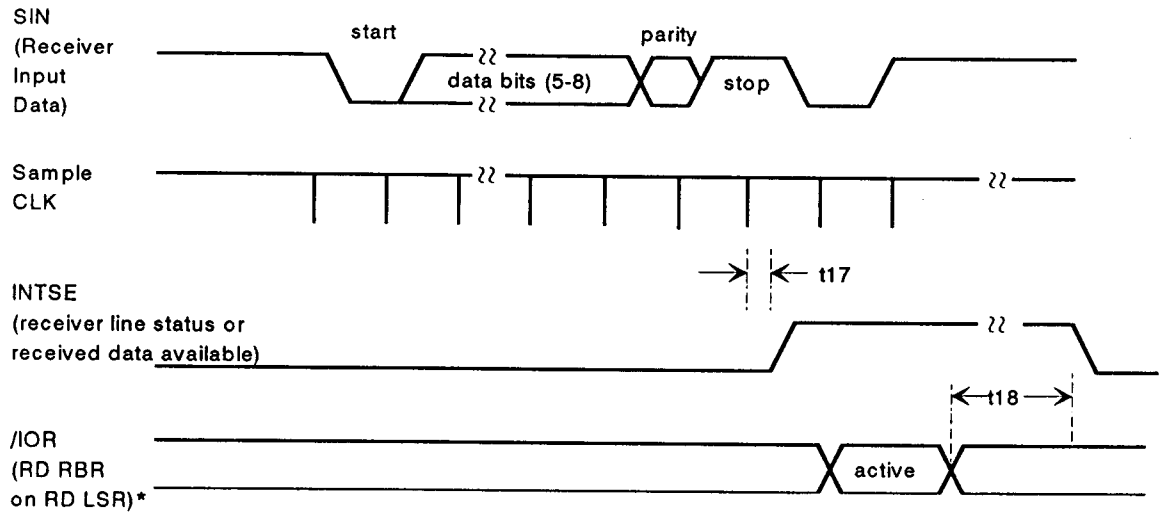 SIN
(Receiver
Input
Data)
start
parity
data bits (5-8)
stop
Sample
CLK
t17
INTSE
(receiver line status or
received data available)
t18
/IOR
(RD RBR
on RD LSR)*
active